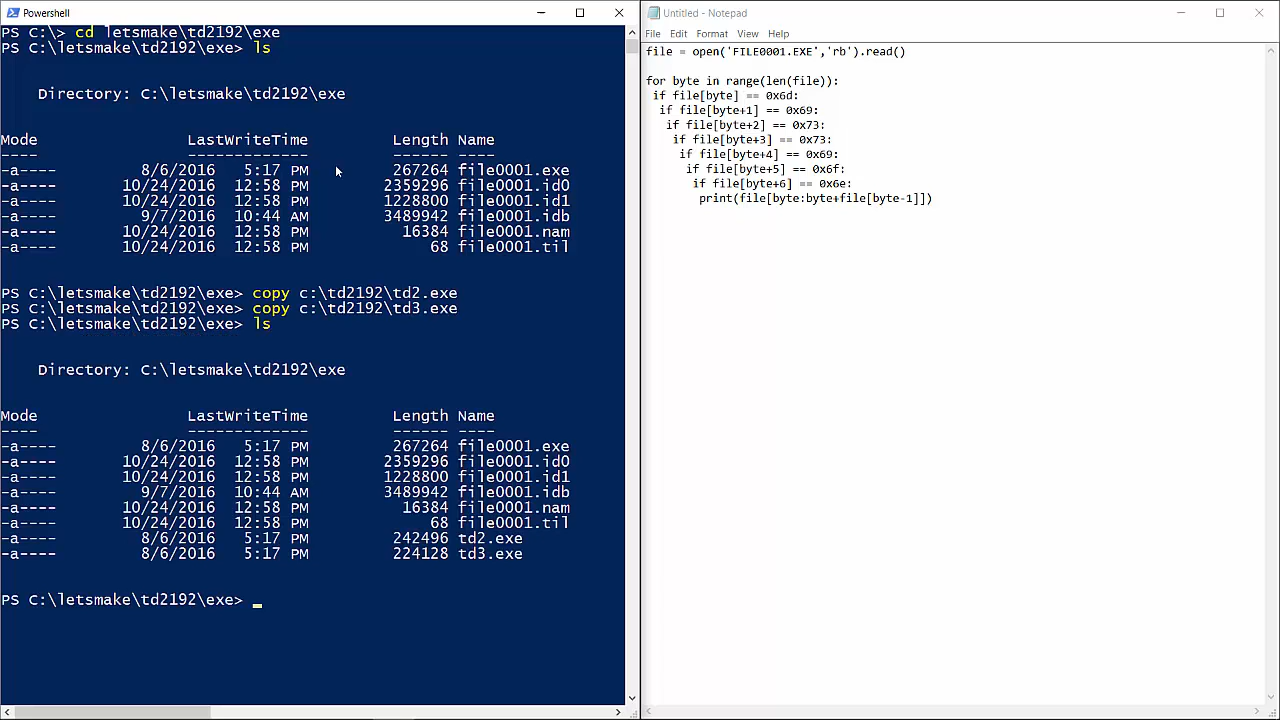 Powershell
PS C:\> cd letsmake\td2192\exe
PS C:\letsmake\td2192\exe> ls
Directory: C:\letsmake\td2192\exe
Mode LastWriteTime Length Name
---- ------------- ------ ----
-a---- 8/6/2016 5:17 PM 267264 file0001.exe
-a---- 10/24/2016 12:58 PM 2359296 file0001.id0
-a---- 10/24/2016 12:58 PM 1228800 file0001.id1
-a---- 9/7/2016 10:44 AM 3489942 file0001.idb
-a---- 10/24/2016 12:58 PM 16384 file0001.nam
-a---- 10/24/2016 12:58 PM 68 file0001.til
PS C:\letsmake\td2192\exe> copy c:\td2192\td2.exe
PS C:\letsmake\td2192\exe> copy c:\td2192\td3.exe
PS C:\letsmake\td2192\exe> ls
Directory: C:\letsmake\td2192\exe
Mode LastWriteTime Length Name
---- ------------- ------ ----
-a---- 8/6/2016 5:17 PM 267264 file0001.exe
-a---- 10/24/2016 12:58 PM 2359296 file0001.id0
-a---- 10/24/2016 12:58 PM 1228800 file0001.id1
-a---- 9/7/2016 10:44 AM 3489942 file0001.idb
-a---- 10/24/2016 12:58 PM 16384 file0001.nam
-a---- 10/24/2016 12:58 PM 68 file0001.til
-a---- 8/6/2016 5:17 PM 242496 td2.exe
-a---- 8/6/2016 5:17 PM 224128 td3.exe
PS C:\letsmake\td2192\exe> _
Untitled - Notepad
File Edit Format View Help
file = open('FILE0001.EXE','rb').read()
for byte in range(len(file)):
 if file[byte] == 0x6d:
  if file[byte+1] == 0x69:
   if file[byte+2] == 0x73:
    if file[byte+3] == 0x73:
     if file[byte+4] == 0x69:
      if file[byte+5] == 0x6f:
       if file[byte+6] == 0x6e:
        print(file[byte:byte+file[byte-1]])